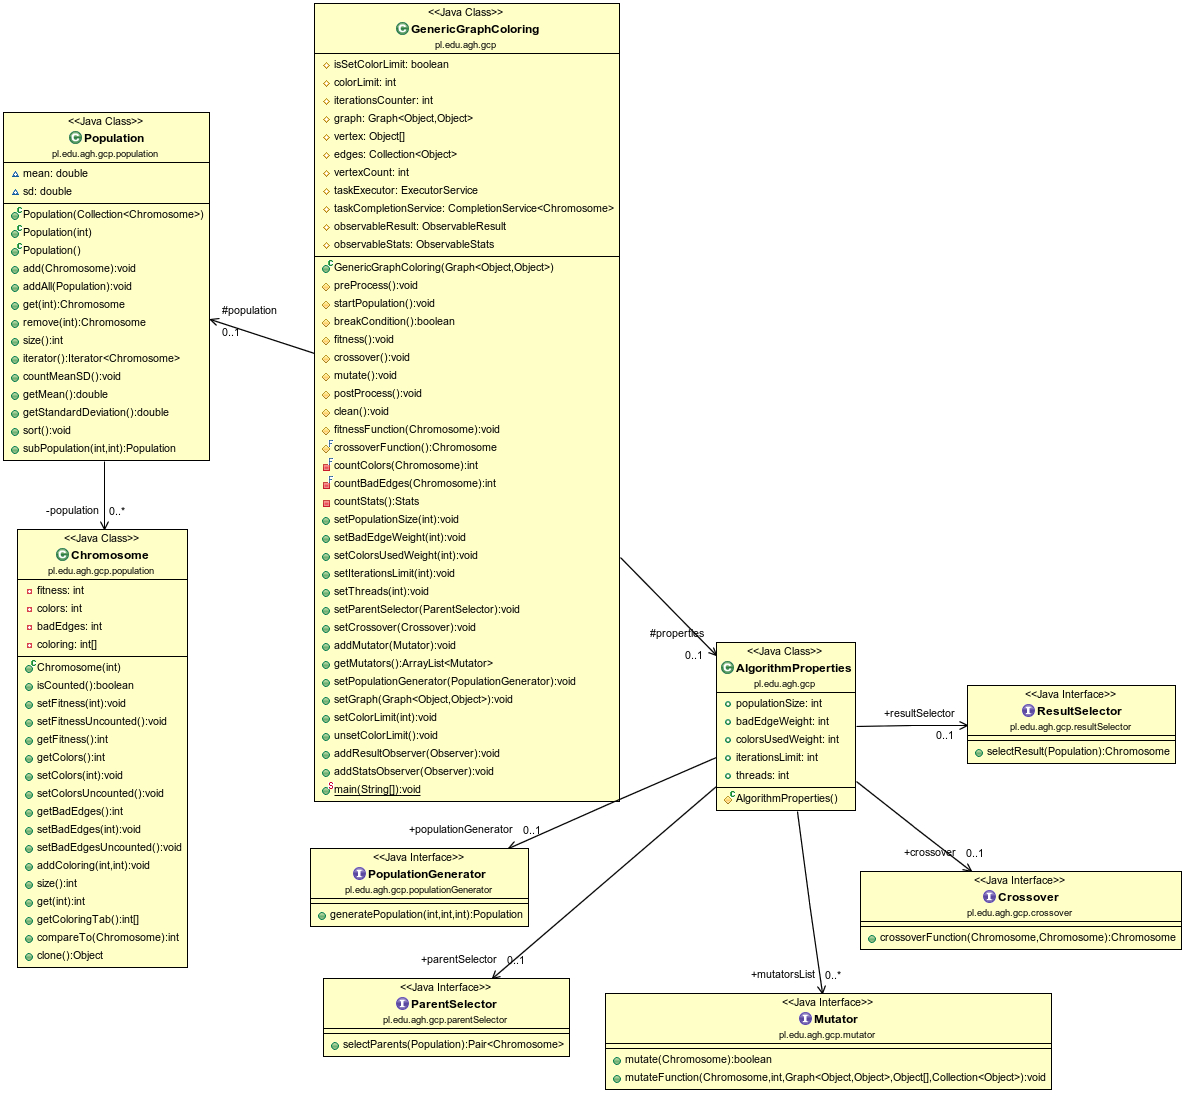 <<Java Class>>
GenericGraphColoring
pl.edu.agh.gcp
isSetColorLimit: boolean
colorLimit: int
iterationsCounter: int
graph: Graph<Object,Object>
vertex: Object[]
edges: Collection<Object>
vertexCount: int
taskExecutor: ExecutorService
taskCompletionService: CompletionService<Chromosome>
observableResult: ObservableResult
observableStats: ObservableStats
GenericGraphColoring(Graph<Object,Object>)
preProcess():void
startPopulation():void
breakCondition():boolean
fitness():void
crossover():void
mutate():void
postProcess():void
clean():void
fitnessFunction(Chromosome):void
crossoverFunction():Chromosome
countColors(Chromosome):int
countBadEdges(Chromosome):int
countStats():Stats
setPopulationSize(int):void
setBadEdgeWeight(int):void
setColorsUsedWeight(int):void
setIterationsLimit(int):void
setThreads(int):void
setParentSelector(ParentSelector):void
setCrossover(Crossover):void
addMutator(Mutator):void
getMutators():ArrayList<Mutator>
setPopulationGenerator(PopulationGenerator):void
setGraph(Graph<Object,Object>):void
setColorLimit(int):void
unsetColorLimit():void
addResultObserver(Observer):void
addStatsObserver(Observer):void
main(String[]):void
<<Java Class>>
Population
pl.edu.agh.gcp.population
mean: double
sd: double
Population(Collection<Chromosome>)
Population(int)
Population()
add(Chromosome):void
addAll(Population):void
get(int):Chromosome
remove(int):Chromosome
size():int
iterator():Iterator<Chromosome>
countMeanSD():void
getMean():double
getStandardDeviation():double
sort():void
subPopulation(int,int):Population
#population
0..1
-population 0..*
<<Java Class>>
Chromosome
pl.edu.agh.gcp.population
fitness: int
colors: int
badEdges: int
coloring: int[]
Chromosome(int)
isCounted():boolean
setFitness(int):void
setFitnessUncounted():void
getFitness():int
getColors():int
setColors(int):void
setColorsUncounted():void
getBadEdges():int
setBadEdges(int):void
setBadEdgesUncounted():void
addColoring(int,int):void
size():int
get(int):int
getColoringTab():int[]
compareTo(Chromosome):int
clone():Object
#properties
0..1
<<Java Class>>
AlgorithmProperties
pl.edu.agh.gcp
populationSize: int
badEdgeWeight: int
colorsUsedWeight: int
iterationsLimit: int
threads: int
AlgorithmProperties()
+resultSelector
0..1
<<Java Interface>>
ResultSelector
pl.edu.agh.gcp.resultSelector
selectResult(Population):Chromosome
+populationGenerator 0..1
<<Java Interface>>
PopulationGenerator
pl.edu.agh.gcp.populationGenerator
generatePopulation(int,int,int):Population
+crossover 0..1
<<Java Interface>>
Crossover
pl.edu.agh.gcp.crossover
crossoverFunction(Chromosome,Chromosome):Chromosome
+parentSelector 0..1
<<Java Interface>>
ParentSelector
pl.edu.agh.gcp.parentSelector
selectParents(Population):Pair<Chromosome>
+mutatorsList 0..*
<<Java Interface>>
Mutator
pl.edu.agh.gcp.mutator
mutate(Chromosome):boolean
mutateFunction(Chromosome,int,Graph<Object,Object>,Object[],Collection<Object>):void